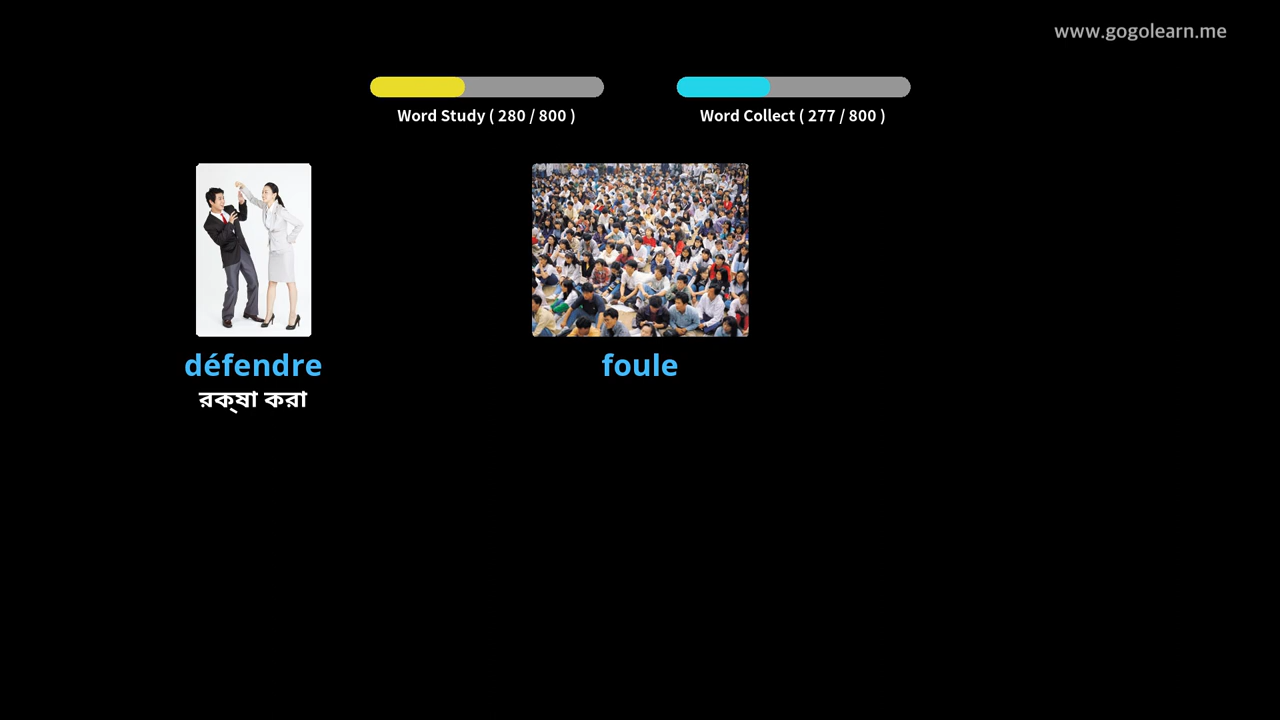 www.gogolearn.me
Word Study ( 280 / 800 )
Word Collect ( 277 / 800 )
défendre
রক্ষা করা
foule